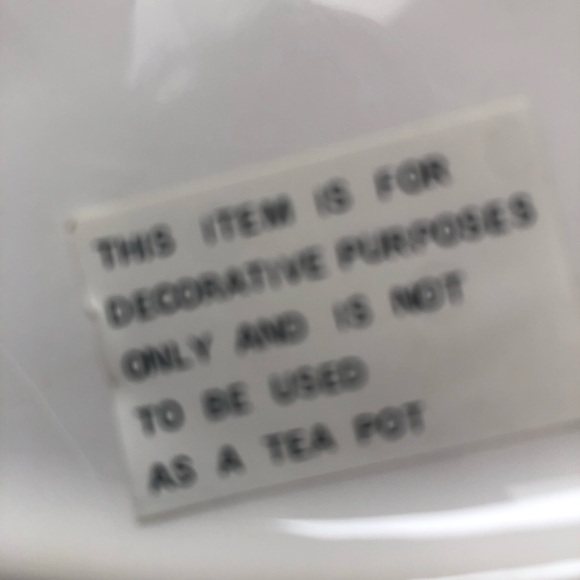 THIS ITEM IS FOR
DECORATIVE PURPOSES
ONLY AND IS NOT
TO BE USED
AS A TEA POT